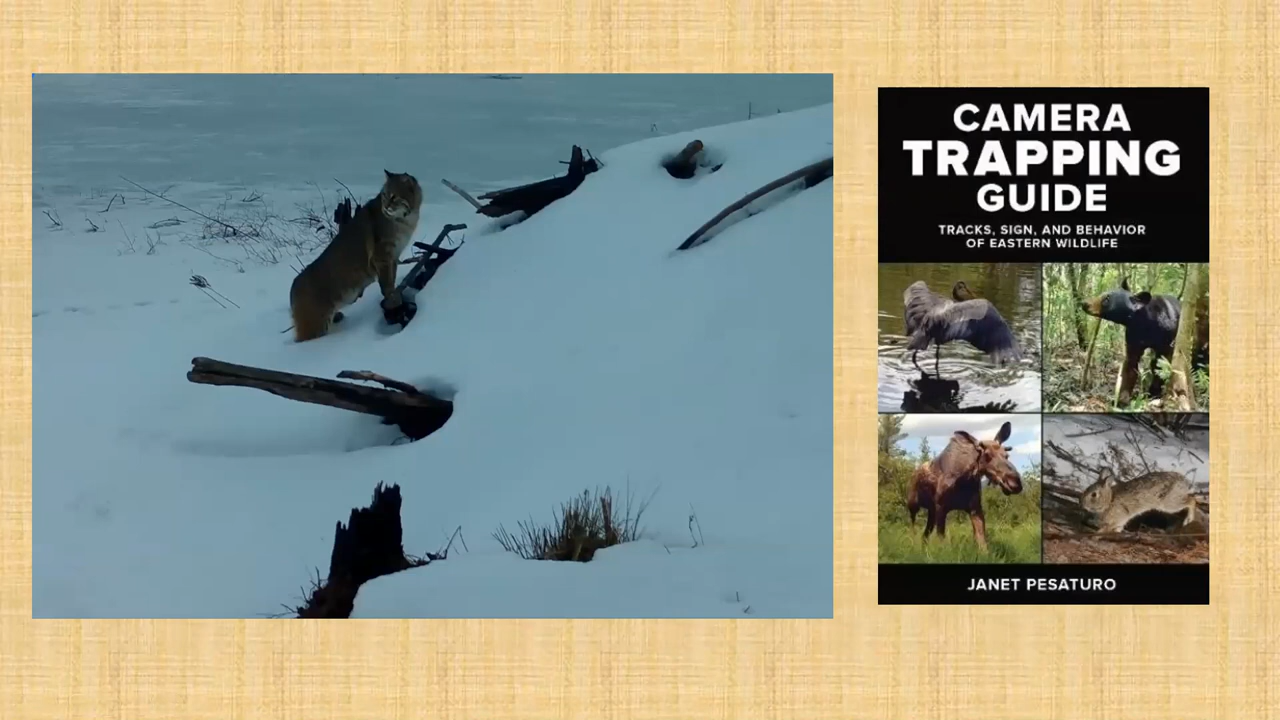 CAMERA
TRAPPING
GUIDE
TRACKS, SIGN, AND BEHAVIOR
OF EASTERN WILDLIFE
JANET PESATURO